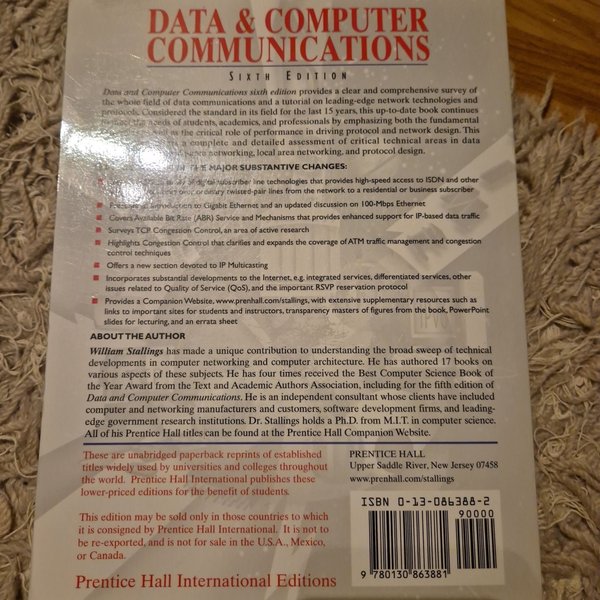 DATA & COMPUTER
COMMUNICATIONS
SIXTH EDITION
Data and Computer Communications sixth edition provides a clear and comprehensive survey of
the whole field of data communications and a tutorial on leading-edge network technologies and
protocols. Considered the standard in its field for the last 15 years, this up-to-date book continues
the needs of students, academics, and professionals by emphasizing both the fundamental
as the critical role of performance in driving protocol and network design. This
a complete and detailed assessment of critical technical areas in data
networking, local area networking, and protocol design.
IN THE MAJOR SUBSTANTIVE CHANGES:
digital subscriber line technologies that provides high-speed access to ISDN and other
over ordinary twisted-pair lines from the network to a residential or business subscriber
introduction to Gigabit Ethernet and an updated discussion on 100-Mbps Ethernet
Covers Available Bit Rate (ABR) Service and Mechanisms that provides enhanced support for IP-based data traffic
Surveys TCP Congestion Control, an area of active research
Highlights Congestion Control that clarifies and expands the coverage of ATM traffic management and congestion
control techniques
Offers a new section devoted to IP Multicasting
Incorporates substantial developments to the Internet, e.g. integrated services, differentiated services, other
issues related to Quality of Service (QoS), and the important RSVP reservation protocol
Provides a Companion Website, www.prenhall.com/stallings, with extensive supplementary resources such as
links to important sites for students and instructors, transparency masters of figures from the book, PowerPoint
slides for lecturing, and an errata sheet
ABOUT THE AUTHOR
William Stallings has made a unique contribution to understanding the broad sweep of technical
developments in computer networking and computer architecture. He has authored 17 books on
various aspects of these subjects. He has four times received the Best Computer Science Book of
the Year Award from the Text and Academic Authors Association, including for the fifth edition of
Data and Computer Communications. He is an independent consultant whose clients have included
computer and networking manufacturers and customers, software development firms, and leading-
edge government research institutions. Dr. Stallings holds a Ph.D. from M.I.T. in computer science.
All of his Prentice Hall titles can be found at the Prentice Hall Companion Website.
These are unabridged paperback reprints of established
titles widely used by universities and colleges throughout
the world. Prentice Hall International publishes these
lower-priced editions for the benefit of students.
This edition may be sold only in those countries to which
it is consigned by Prentice Hall International. It is not to
be re-exported, and is not for sale in the U.S.A., Mexico,
or Canada.
Prentice Hall International Editions
PRENTICE HALL
Upper Saddle River, New Jersey 07458
www.prenhall.com/stallings
ISBN 0-13-086388-2
90000
9 780130 863881